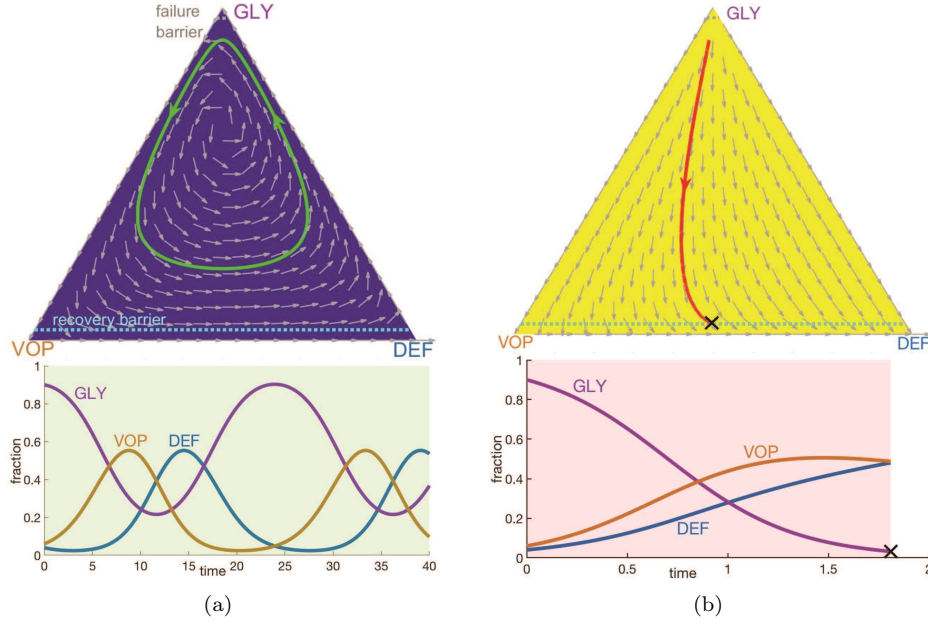 failure
barrier
GLY
recovery barrier
VOP
DEF
1
0.8
0.6
0.4
0.2
0
fraction
GLY
VOP
DEF
0
5
10
15
20
25
30
35
40
time
(a)
GLY
VOP
DEF
1
0.8
0.6
0.4
0.2
0
fraction
GLY
VOP
DEF
0
0.5
1
1.5
2
time
(b)